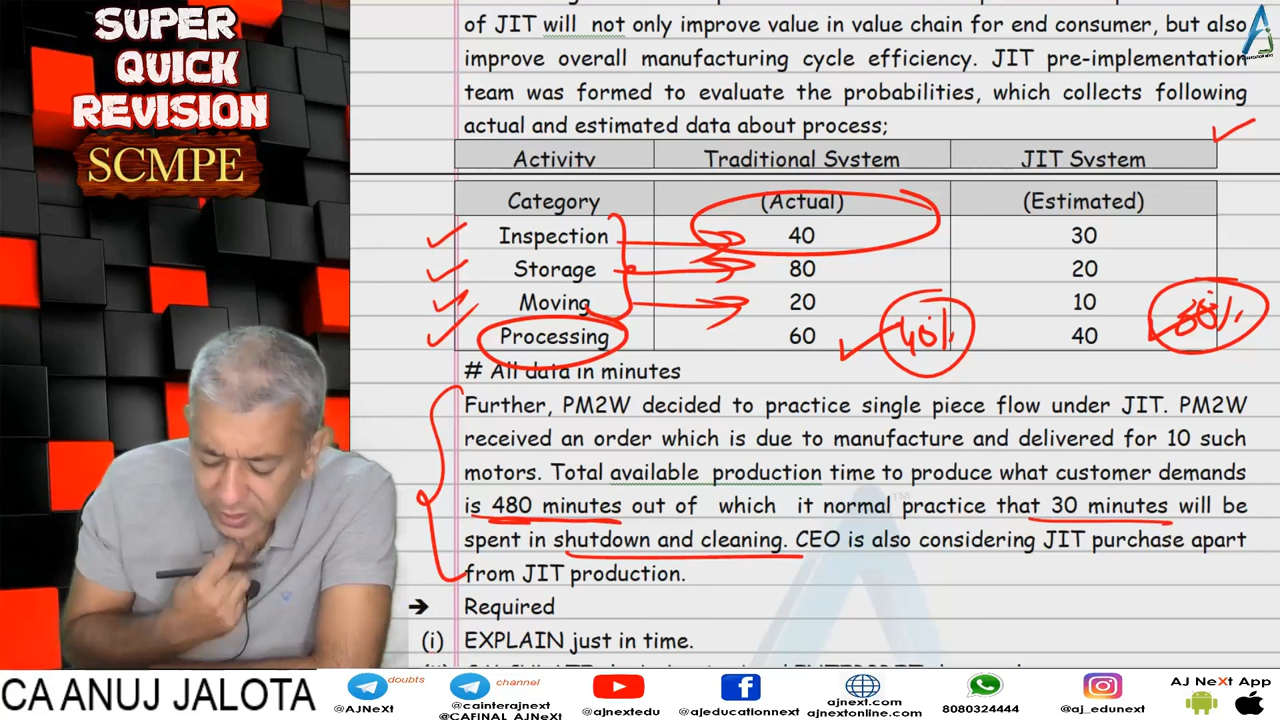 SUPER
QUICK
REVISION
SCMPE
of JIT will not only improve value in value chain for end consumer, but also
improve overall manufacturing cycle efficiency. JIT pre-implementation
team was formed to evaluate the probabilities, which collects following
actual and estimated data about process;
Activity Traditional System JIT System
Category (Actual) (Estimated)
Inspection 40 30
Storage 80 20
Moving 20 10
Processing 60 40
40%
# All data in minutes
Further, PM2W decided to practice single piece flow under JIT. PM2W
received an order which is due to manufacture and delivered for 10 such
motors. Total available production time to produce what customer demands
is 480 minutes out of which it normal practice that 30 minutes will be
spent in shutdown and cleaning. CEO is also considering JIT purchase apart
from JIT production.
→ Required
(i) EXPLAIN just in time.
CA ANUJ JALOTA
doubts
@AJNeXt
channel
@cainterajnext
@CAFINAL_AJNeXt
@ajnextedu
@ajeducationnext
ajnext.com
ajnextonline.com
8080324444
@aj_edunext
AJ NeXt App